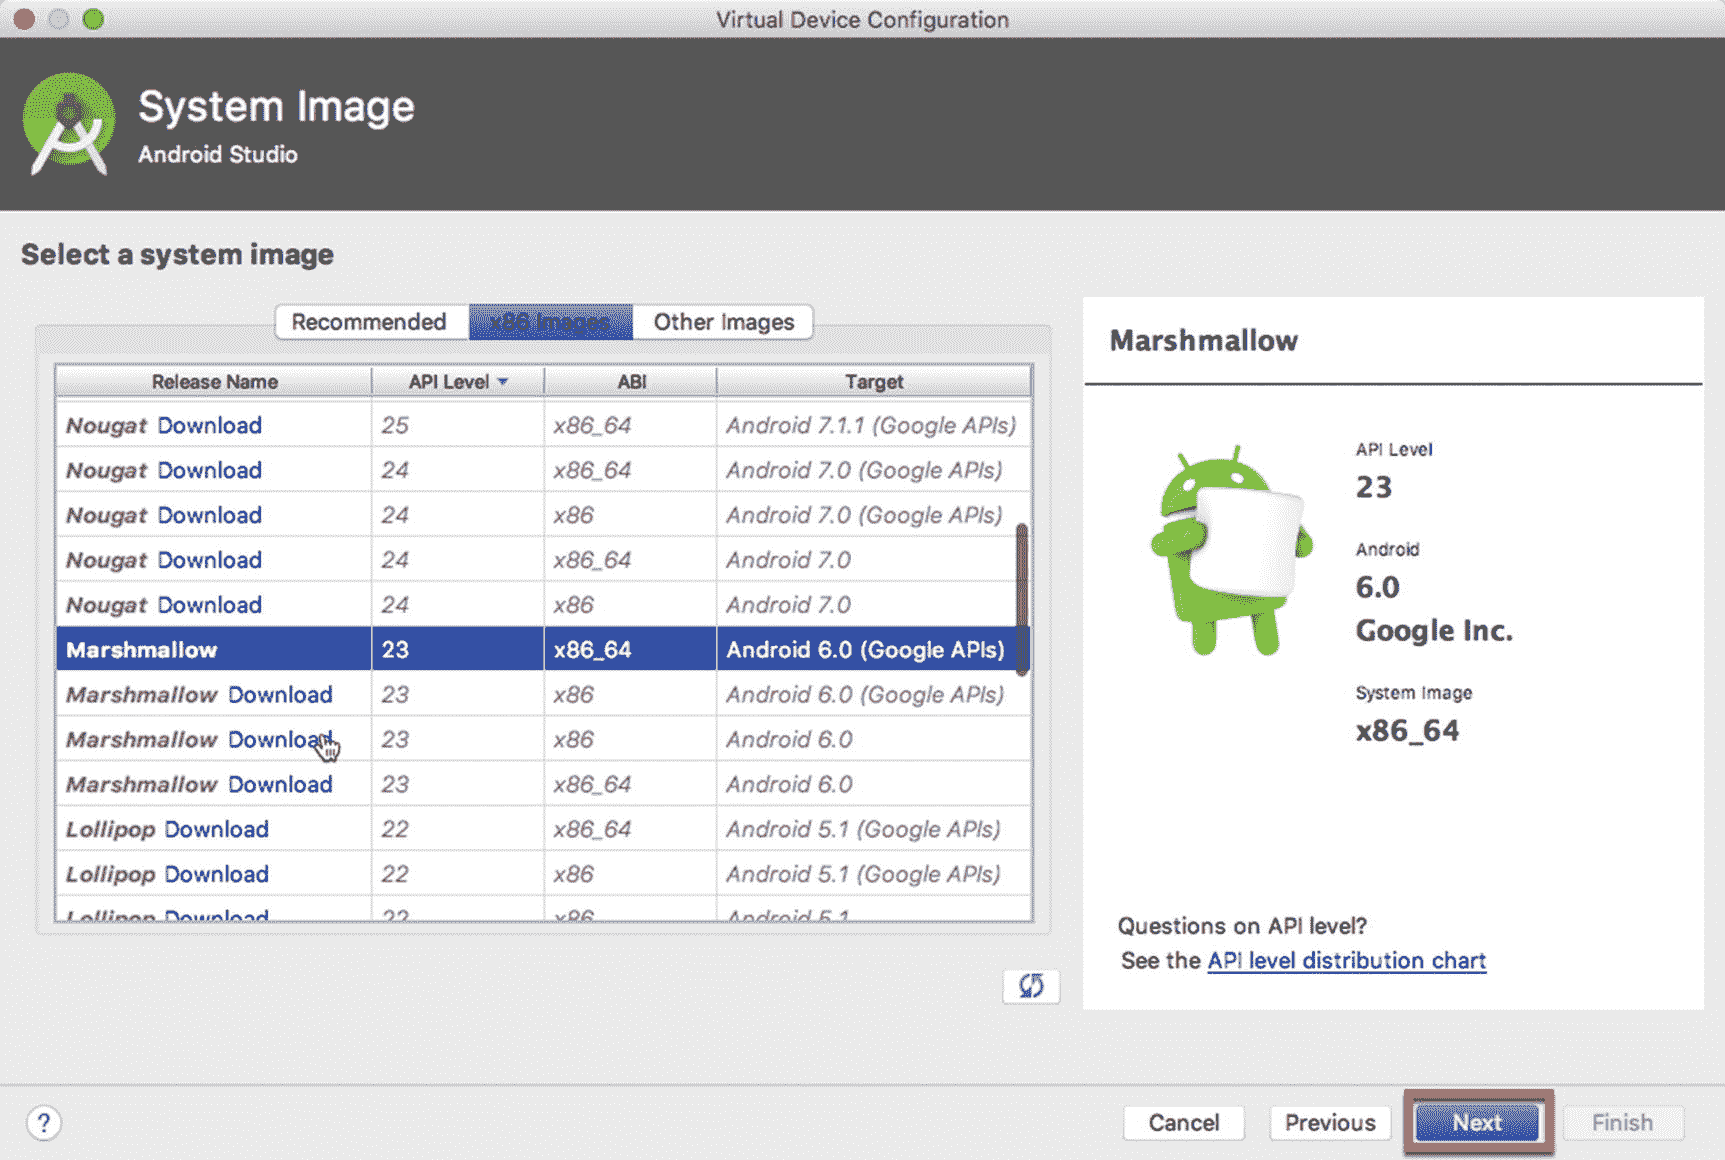 Virtual Device Configuration
System Image
Android Studio
Select a system image
Recommended x86 Images Other Images
Release Name API Level ABI Target
Nougat Download 25 x86_64 Android 7.1.1 (Google APIs)
Nougat Download 24 x86_64 Android 7.0 (Google APIs)
Nougat Download 24 x86 Android 7.0 (Google APIs)
Nougat Download 24 x86_64 Android 7.0
Nougat Download 24 x86 Android 7.0
Marshmallow 23 x86_64 Android 6.0 (Google APIs)
Marshmallow Download 23 x86 Android 6.0 (Google APIs)
Marshmallow Download 23 x86 Android 6.0
Marshmallow Download 23 x86_64 Android 6.0
Lollipop Download 22 x86_64 Android 5.1 (Google APIs)
Lollipop Download 22 x86 Android 5.1 (Google APIs)
Lollipop Download 22 x86 Android 5.1
Marshmallow
API Level
23
Android
6.0
Google Inc.
System Image
x86_64
Questions on API level?
See the API level distribution chart
? Cancel Previous Next Finish